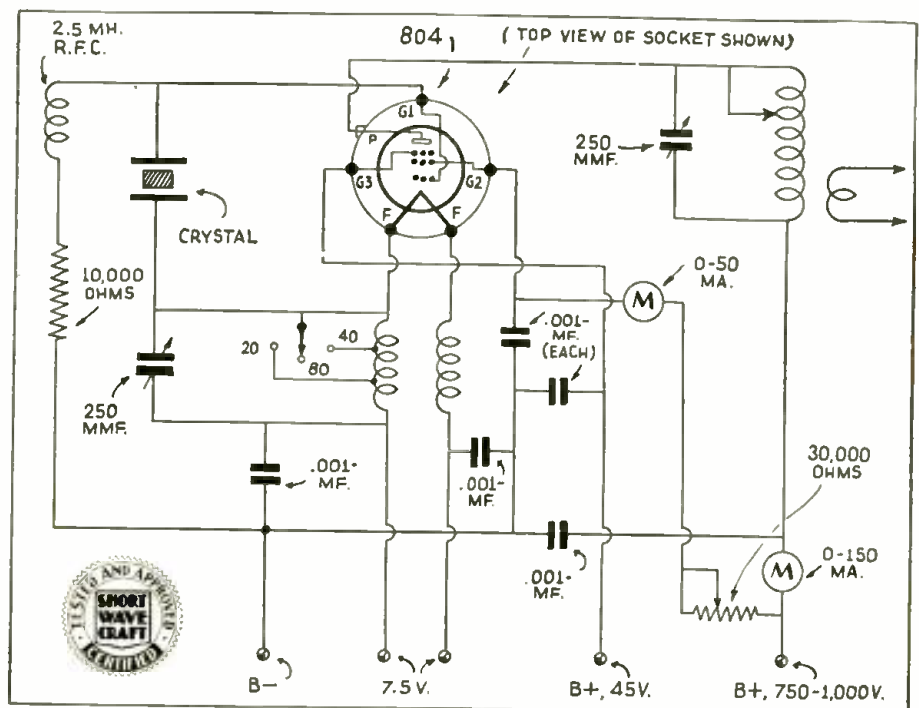 2.5 MH.
R.F.C.
804
(TOP VIEW OF SOCKET SHOWN)
G1
P
G3
G2
F
F
250
MMF.
CRYSTAL
10,000
OHMS
0-50
MA.
.001-
MF.
(EACH)
20
40
80
250
MMF.
.001-
MF.
.001-
MF.
30,000
OHMS
.001-
MF.
M
M
0-150
MA.
TESTED AND APPROVED
SHORT
WAVE
CRAFT
CERTIFIED
B-
7.5 V.
B+, 45V.
B+, 750-1,000V.